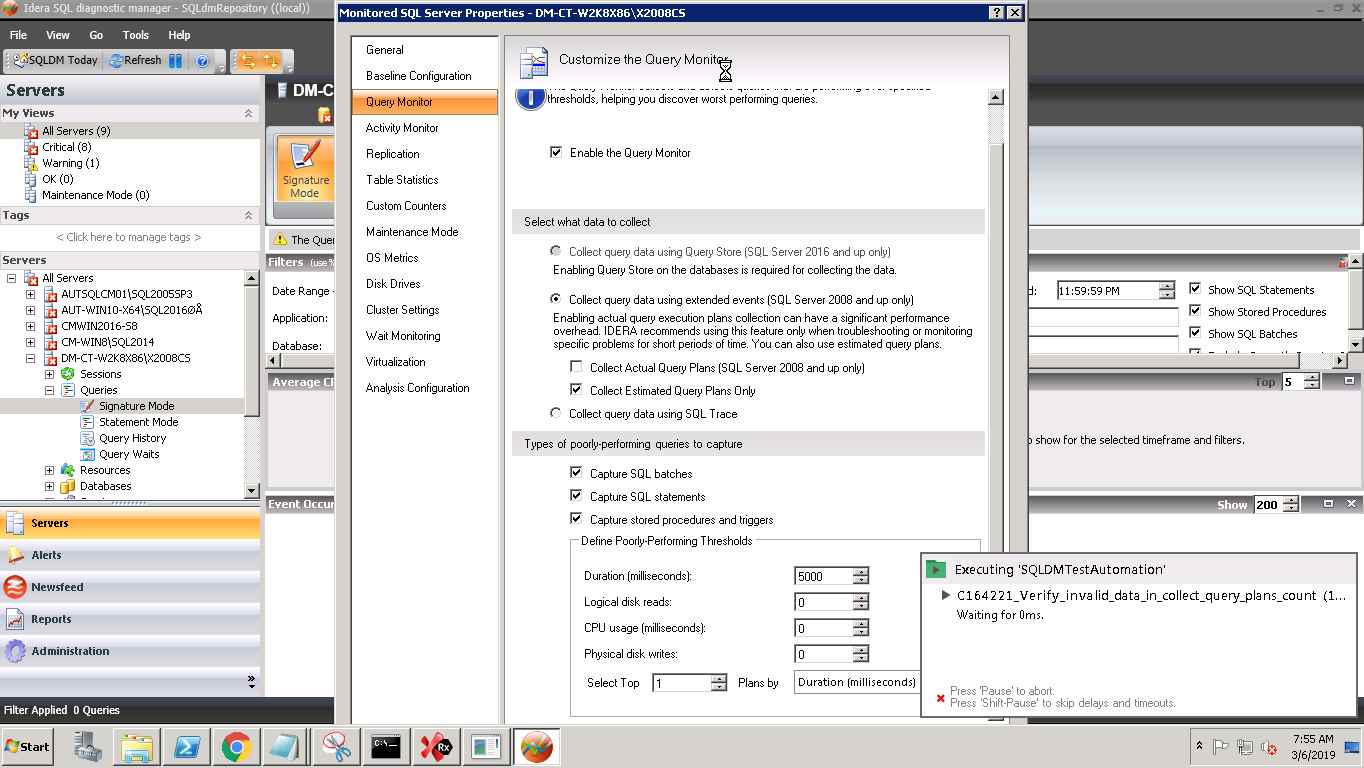 Idera SQL diagnostic manager - SQLdmRepository ((local))
File View Go Tools Help
SQLDM Today Refresh
Servers
My Views
All Servers (9)
Critical (8)
Warning (1)
OK (0)
Maintenance Mode (0)
Tags
< Click here to manage tags >
Servers
All Servers
AUTSQLCM01\SQL2005SP3
AUT-WIN10-X64\SQL2016ØÅ
CMWIN2016-S8
CM-WIN8\SQL2014
DM-CT-W2K8X86\X2008CS
Sessions
Queries
Signature Mode
Statement Mode
Query History
Query Waits
Resources
Databases
Servers
Alerts
Newsfeed
Reports
Administration
Filter Applied 0 Queries
DM-C
Signature
Mode
The Quer
Filters (use %
Date Range -
Application:
Database:
Average CP
Event Occur
Monitored SQL Server Properties - DM-CT-W2K8X86\X2008CS
General
Baseline Configuration
Query Monitor
Activity Monitor
Replication
Table Statistics
Custom Counters
Maintenance Mode
OS Metrics
Disk Drives
Cluster Settings
Wait Monitoring
Virtualization
Analysis Configuration
Customize the Query Monitor
thresholds, helping you discover worst performing queries.
Enable the Query Monitor
Select what data to collect
Collect query data using Query Store (SQL Server 2016 and up only)
Enabling Query Store on the databases is required for collecting the data.
Collect query data using extended events (SQL Server 2008 and up only)
Enabling actual query execution plans collection can have a significant performance
overhead. IDERA recommends using this feature only when troubleshooting or monitoring
specific problems for short periods of time. You can also use estimated query plans.
Collect Actual Query Plans (SQL Server 2008 and up only)
Collect Estimated Query Plans Only
Collect query data using SQL Trace
Types of poorly-performing queries to capture
Capture SQL batches
Capture SQL statements
Capture stored procedures and triggers
Define Poorly-Performing Thresholds
Duration (milliseconds): 5000
Logical disk reads: 0
CPU usage (milliseconds): 0
Physical disk writes: 0
Select Top 1 Plans by Duration (milliseconds)
d: 11:59:59 PM
Show SQL Statements
Show Stored Procedures
Show SQL Batches
Top 5
o show for the selected timeframe and filters.
Show 200
Executing 'SQLDMTestAutomation'
C164221_Verify_invalid_data_in_collect_query_plans_count (1...
Waiting for 0ms.
Press 'Pause' to abort.
Press 'Shift-Pause' to skip delays and timeouts.
Start
C:\
Rx
7:55 AM
3/6/2019